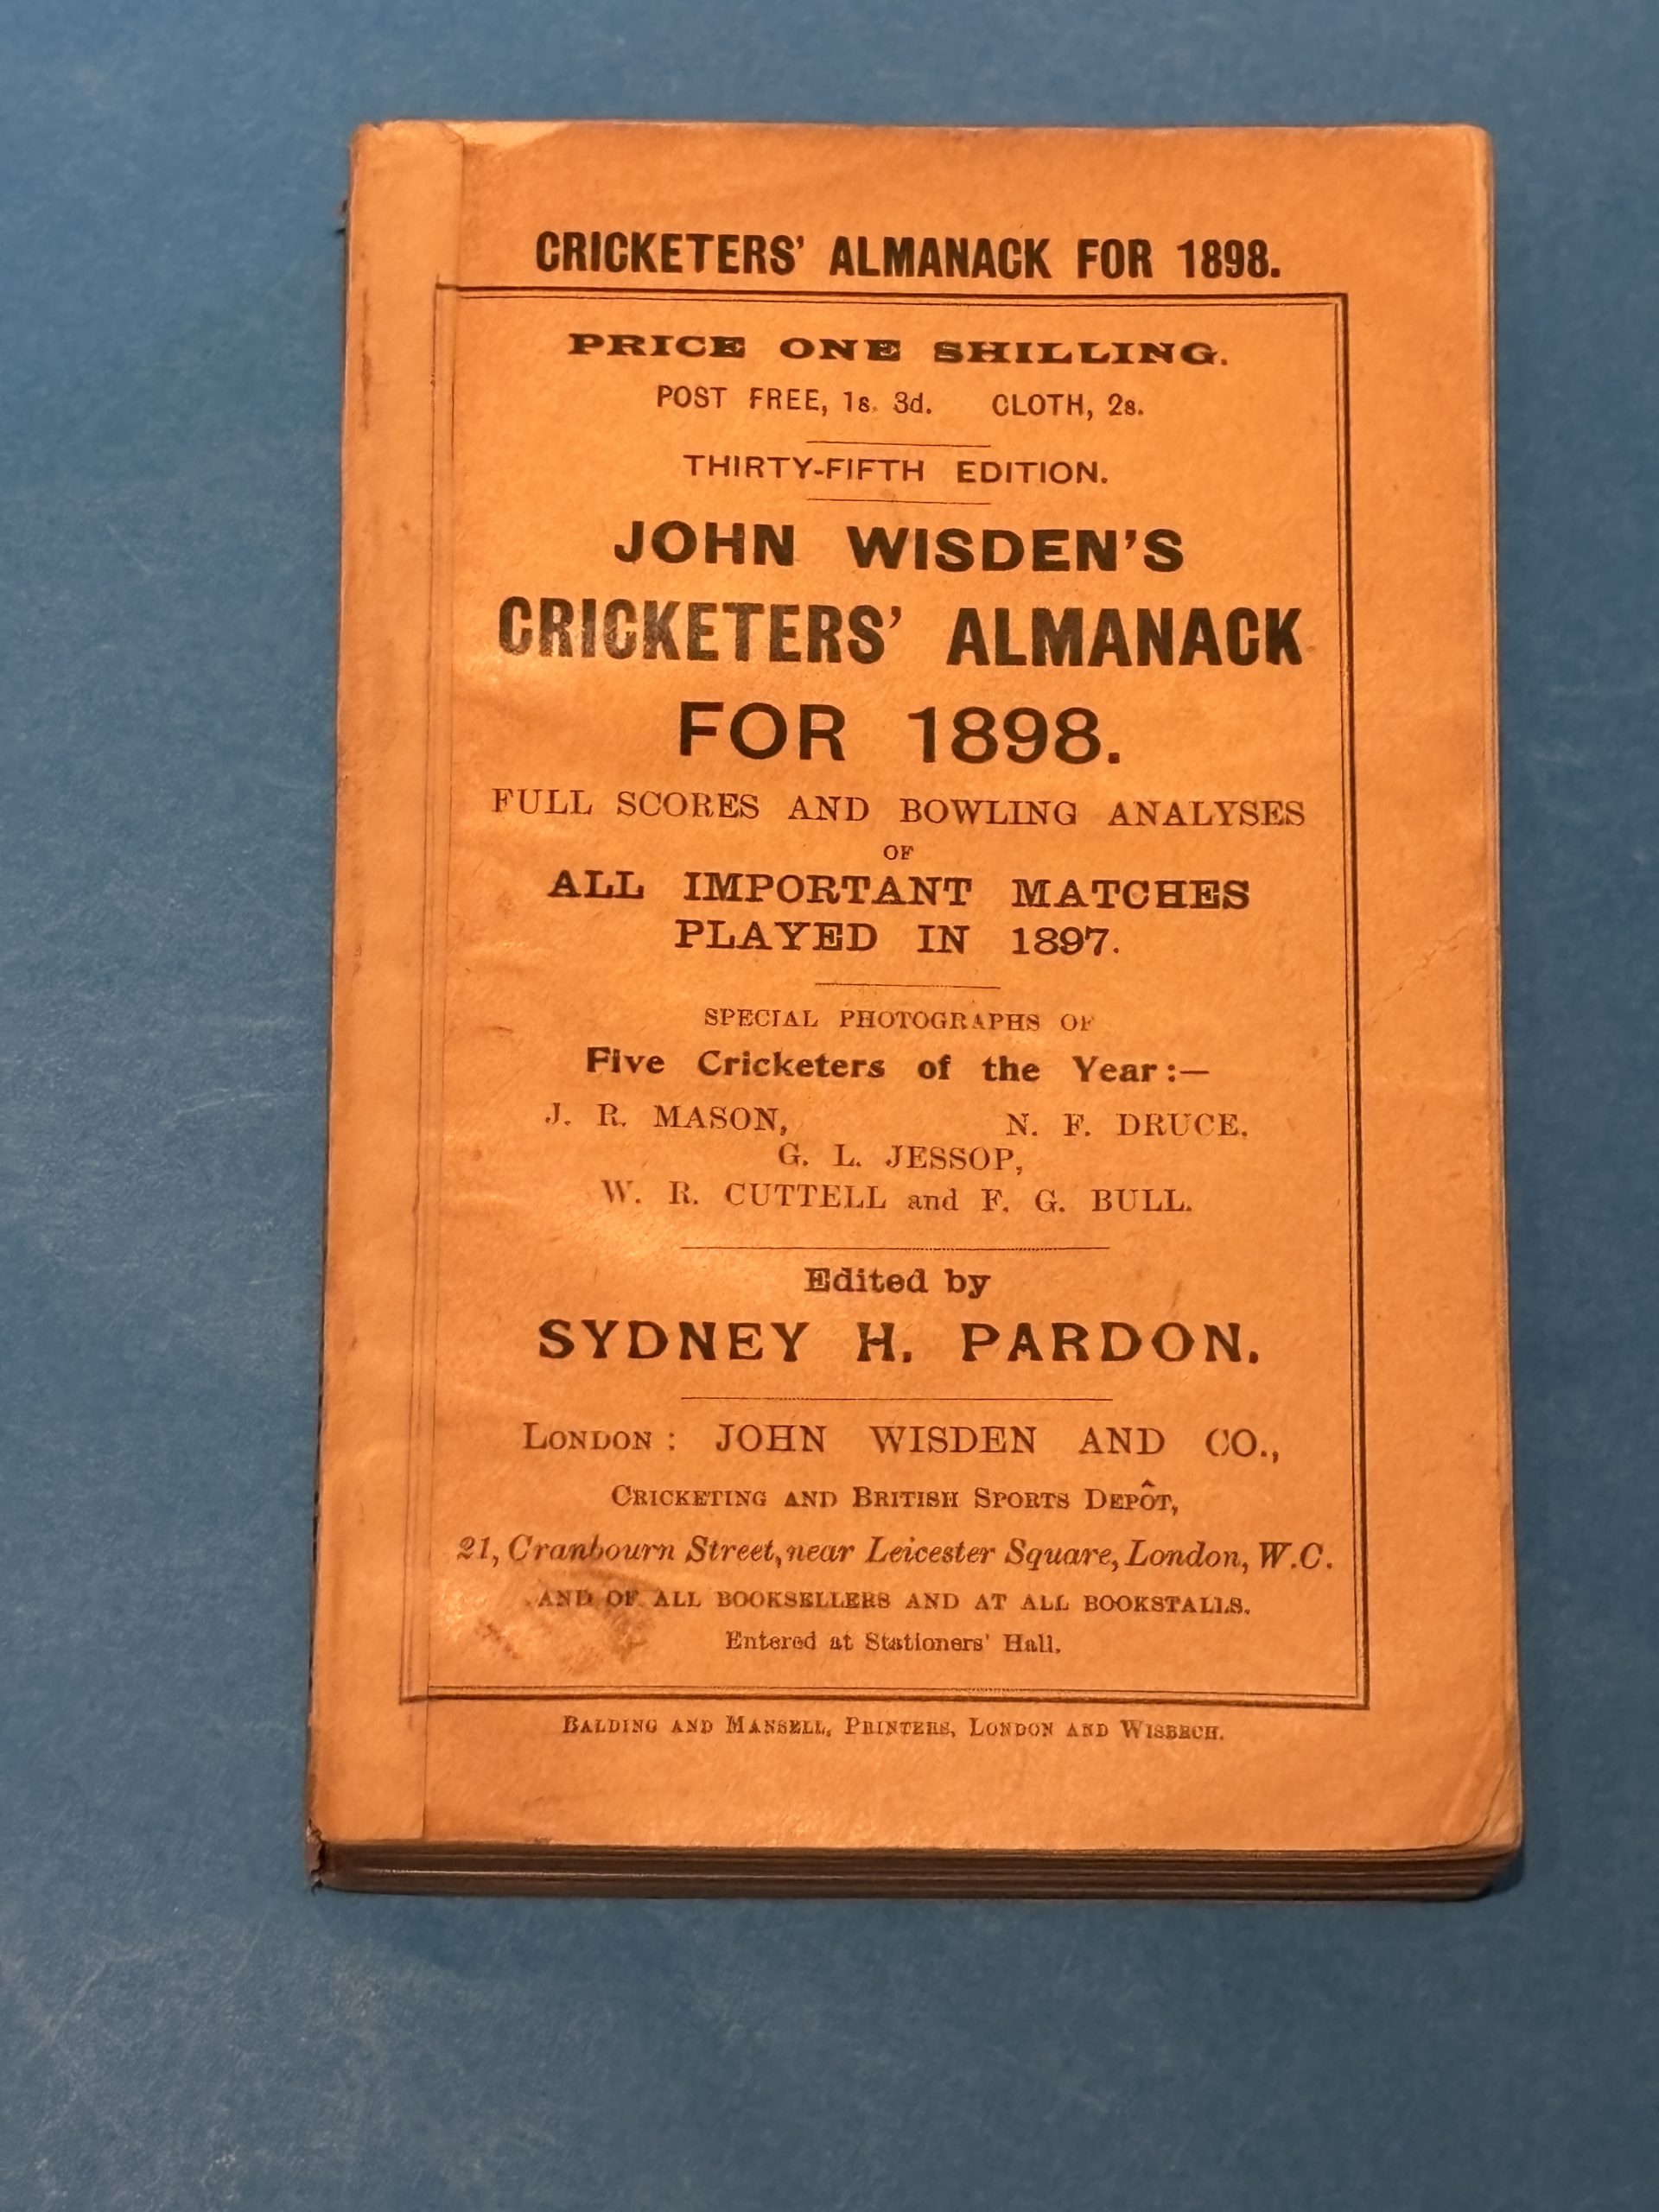 CRICKETERS' ALMANACK FOR 1898.
PRICE ONE SHILLING.
POST FREE, 1s. 3d. CLOTH, 2s.
THIRTY-FIFTH EDITION.
JOHN WISDEN'S
CRICKETERS' ALMANACK
FOR 1898.
FULL SCORES AND BOWLING ANALYSES
OF
ALL IMPORTANT MATCHES
PLAYED IN 1897.
SPECIAL PHOTOGRAPHS OF
Five Cricketers of the Year:—
J. R. MASON, N. F. DRUCE.
G. L. JESSOP,
W. R. CUTTELL and F. G. BULL.
Edited by
SYDNEY H. PARDON.
LONDON: JOHN WISDEN AND CO.,
CRICKETING AND BRITISH SPORTS DEPÔT,
21, Cranbourn Street, near Leicester Square, London, W.C.
AND OF ALL BOOKSELLERS AND AT ALL BOOKSTALLS.
Entered at Stationers' Hall.
BALDING AND MANSELL, PRINTERS, LONDON AND WISBECH.